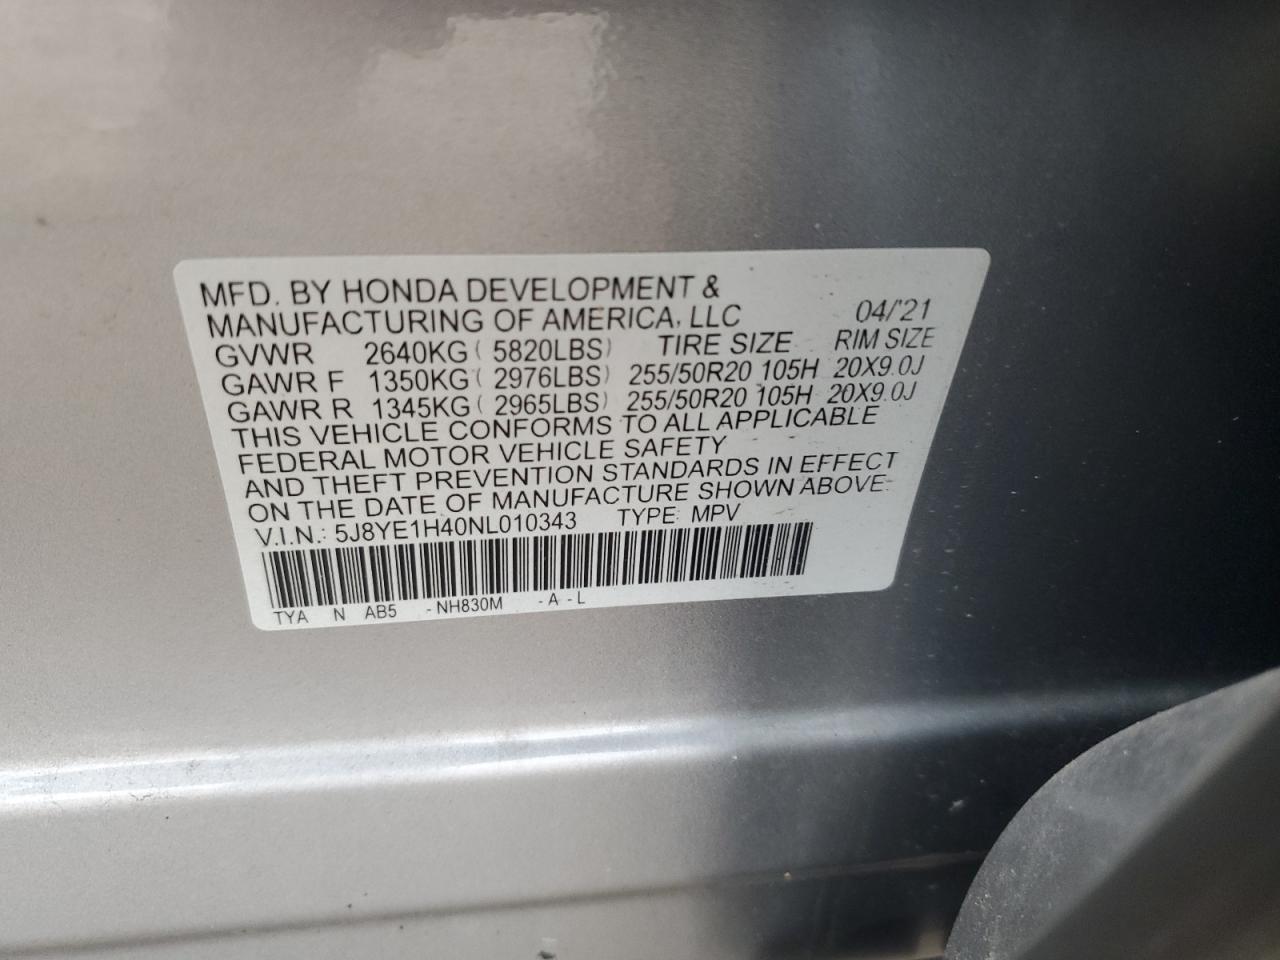 MFD. BY HONDA DEVELOPMENT &
MANUFACTURING OF AMERICA, LLC 04/'21
GVWR 2640KG ( 5820LBS) TIRE SIZE RIM SIZE
GAWR F 1350KG ( 2976LBS) 255/50R20 105H 20X9.0J
GAWR R 1345KG ( 2965LBS) 255/50R20 105H 20X9.0J
THIS VEHICLE CONFORMS TO ALL APPLICABLE
FEDERAL MOTOR VEHICLE SAFETY
AND THEFT PREVENTION STANDARDS IN EFFECT
ON THE DATE OF MANUFACTURE SHOWN ABOVE.
V.I.N.: 5J8YE1H40NL010343 TYPE: MPV
TYA N AB5 -NH830M -A -L